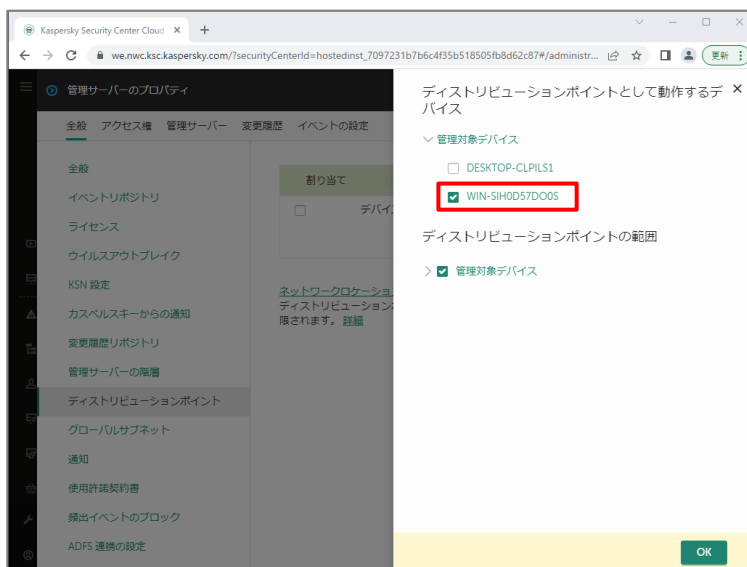 Kaspersky Security Center Cloud
we.nwc.ksc.kaspersky.com/?securityCenterId=hostedinst_7097231b7b6c4f35b518505fb8d62c87#/administr...
更新
管理サーバーのプロパティ
全般 アクセス権 管理サーバー 変更履歴 イベントの設定
全般
イベントリポジトリ
ライセンス
ウイルスアウトブレイク
KSN 設定
カスペルスキーからの通知
変更履歴リポジトリ
管理サーバーの階層
ディストリビューションポイント
グローバルサブネット
通知
使用許諾契約書
頻出イベントのブロック
ADFS 連携の設定
割り当て
デバイ
ネットワークロケーショ
ディストリビューション
限されます。 詳細
ディストリビューションポイントとして動作するデ
バイス
管理対象デバイス
DESKTOP-CLPILS1
WIN-SIH0D57DO0S
ディストリビューションポイントの範囲
管理対象デバイス
OK